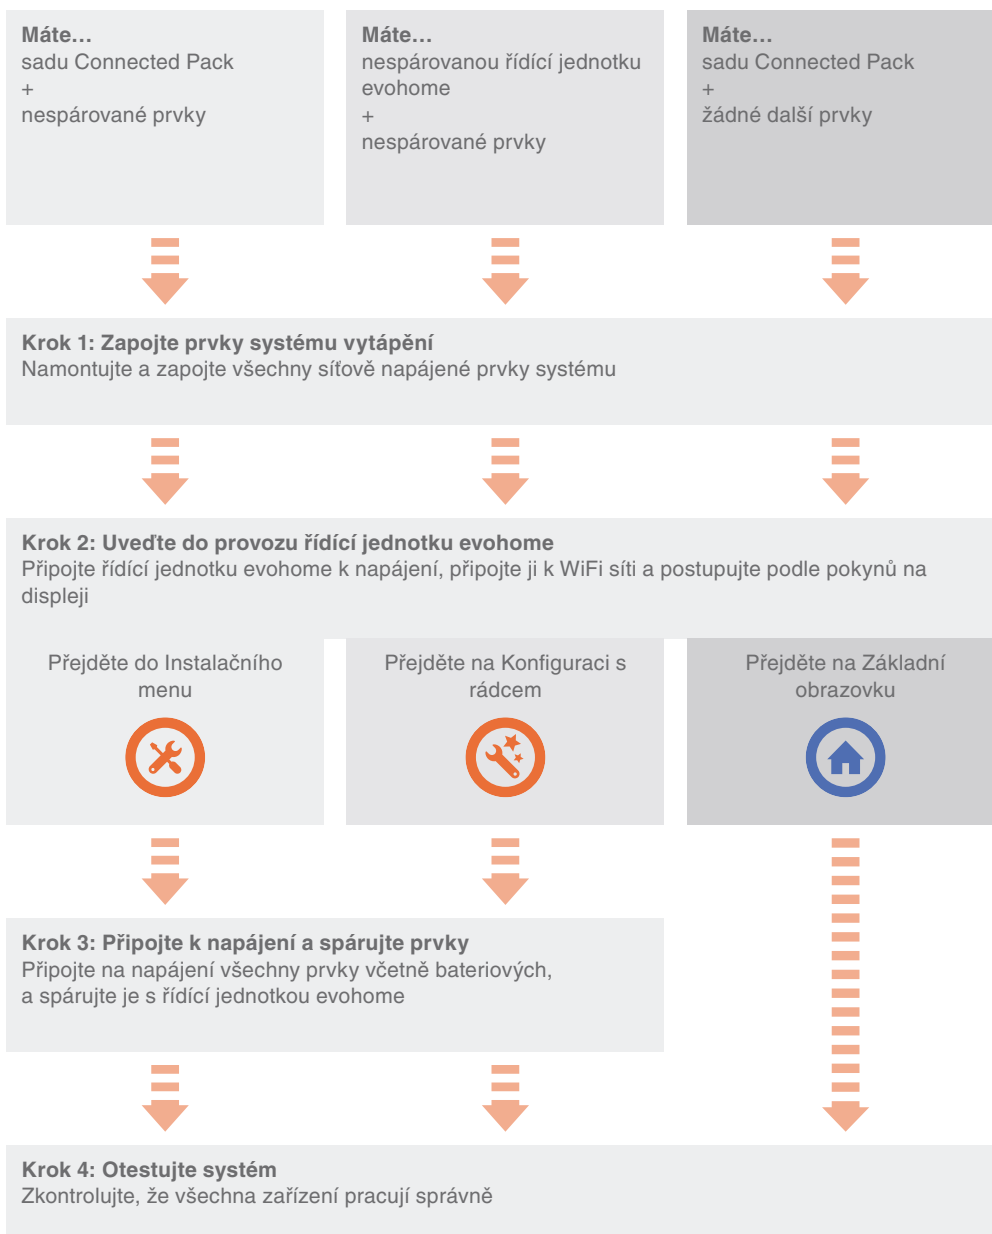 Máte…
sadu Connected Pack
+
nespárované prvky
Máte…
nespárovanou řídící jednotku
evohome
+
nespárované prvky
Máte…
sadu Connected Pack
+
žádné další prvky
Krok 1: Zapojte prvky systému vytápění
Namontujte a zapojte všechny síťově napájené prvky systému
Krok 2: Uveďte do provozu řídící jednotku evohome
Připojte řídící jednotku evohome k napájení, připojte ji k WiFi síti a postupujte podle pokynů na
displeji
Přejděte do Instalačního
menu
Přejděte na Konfiguraci s
rádcem
Přejděte na Základní
obrazovku
Krok 3: Připojte k napájení a spárujte prvky
Připojte na napájení všechny prvky včetně bateriových,
a spárujte je s řídící jednotkou evohome
Krok 4: Otestujte systém
Zkontrolujte, že všechna zařízení pracují správně